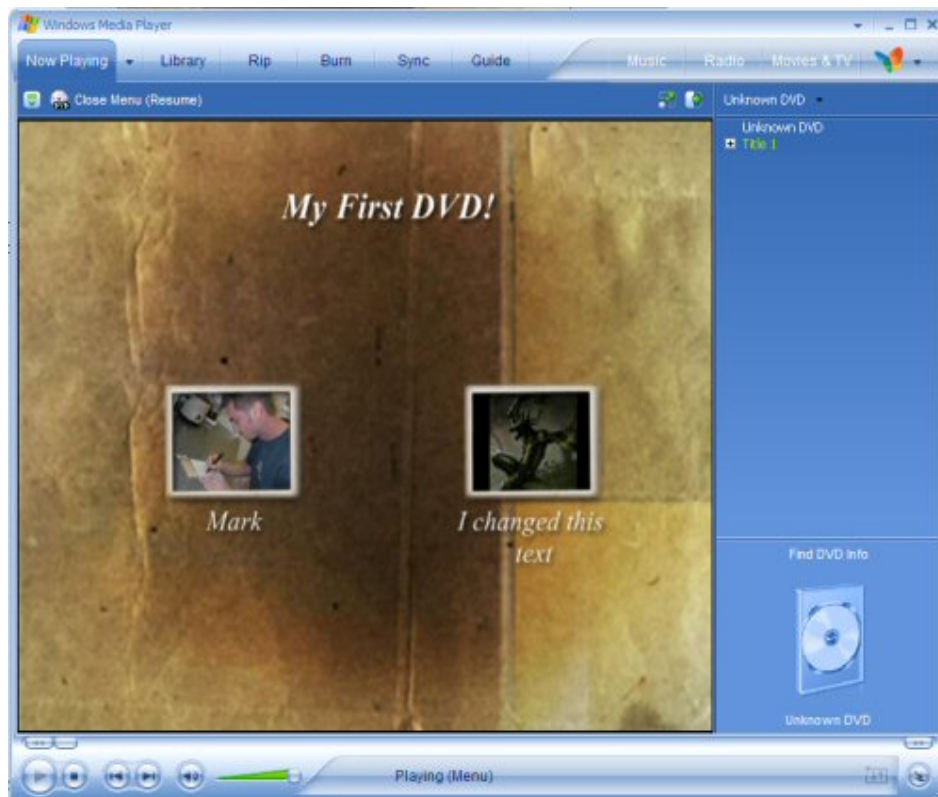 Windows Media Player
Now Playing Library Rip Burn Sync Guide Music Radio Movies & TV
Close Menu (Resume) Unknown DVD
Unknown DVD
Title 1
My First DVD!
Mark
I changed this
text
Find DVD Info
Unknown DVD
Playing (Menu)